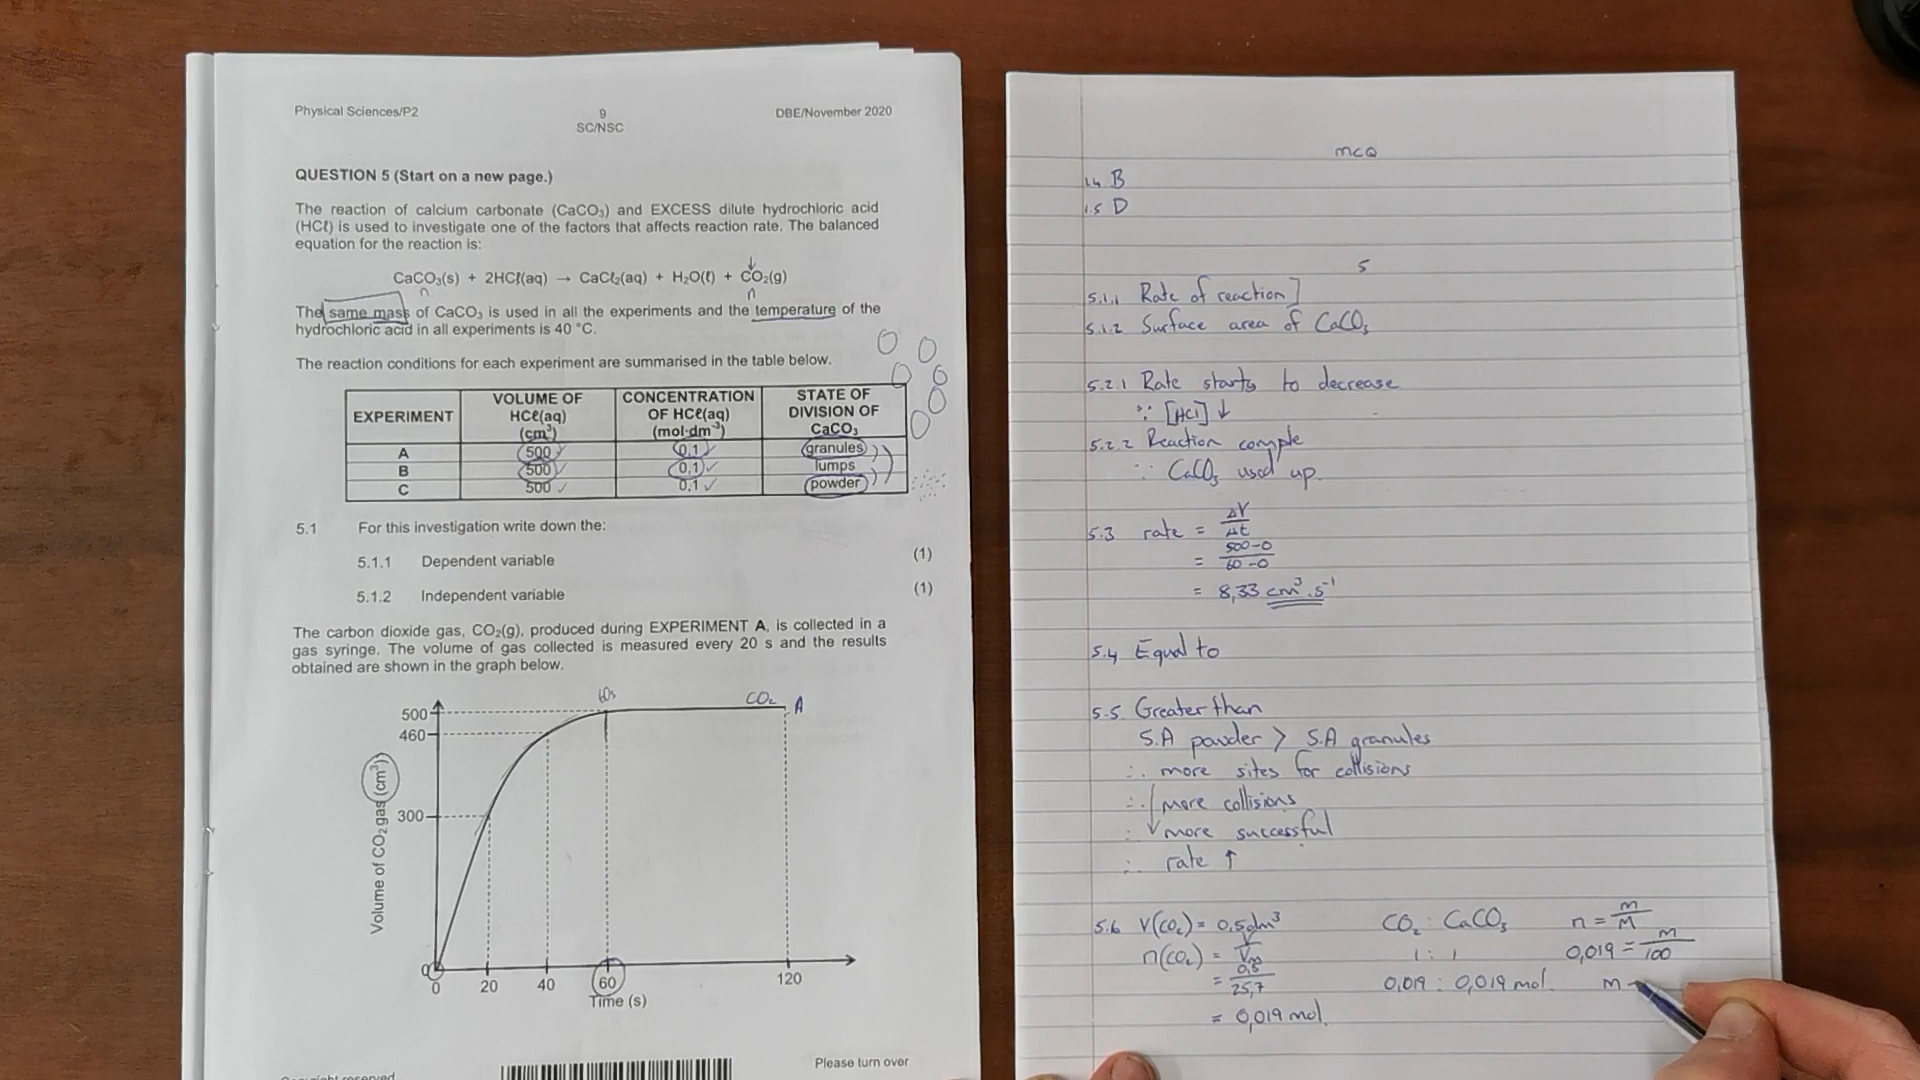 Physical Sciences/P2
9
SC/NSC
DBE/November 2020
QUESTION 5 (Start on a new page.)
The reaction of calcium carbonate (CaCO₃) and EXCESS dilute hydrochloric acid
(HCℓ) is used to investigate one of the factors that affects reaction rate. The balanced
equation for the reaction is:
CaCO₃(s) + 2HCℓ(aq) → CaCℓ₂(aq) + H₂O(ℓ) + CO₂(g)
n n
The same mass of CaCO₃ is used in all the experiments and the temperature of the
hydrochloric acid in all experiments is 40 °C.
The reaction conditions for each experiment are summarised in the table below.
EXPERIMENT
VOLUME OF
HCℓ(aq)
(cm³)
CONCENTRATION
OF HCℓ(aq)
(mol·dm⁻³)
STATE OF
DIVISION OF
CaCO₃
A 500 0,1 granules
B 500 0,1 lumps
C 500 0,1 powder
5.1 For this investigation write down the:
5.1.1 Dependent variable (1)
5.1.2 Independent variable (1)
The carbon dioxide gas, CO₂(g), produced during EXPERIMENT A, is collected in a
gas syringe. The volume of gas collected is measured every 20 s and the results
obtained are shown in the graph below.
60s
CO₂ A
500
460
300
0
Volume of CO₂ gas (cm³)
0 20 40 60 120
Time (s)
Please turn over
Copyright reserved
MCQ
1.4 B
1.5 D
5
5.1.1 Rate of reaction]
5.1.2 Surface area of CaCO₃
5.2.1 Rate starts to decrease
∵ [HCl] ↓
5.2.2 Reaction comple
∵ CaCO₃ used up.
5.3 rate = ΔV/Δt
= 500-0/60-0
= 8,33 cm³.s⁻¹
5.4 Equal to
5.5 Greater than
S.A powder > S.A granules
∴ more sites for collisions
∴ more collisions
∴ more successful
∴ rate ↑
5.6 V(CO₂) = 0,5dm³
n(CO₂) = V/Vm
= 0,5/25,7
= 0,019 mol.
CO₂ : CaCO₃
1 : 1
0,019 : 0,019 mol.
n = m/M
0,019 = m/100
m